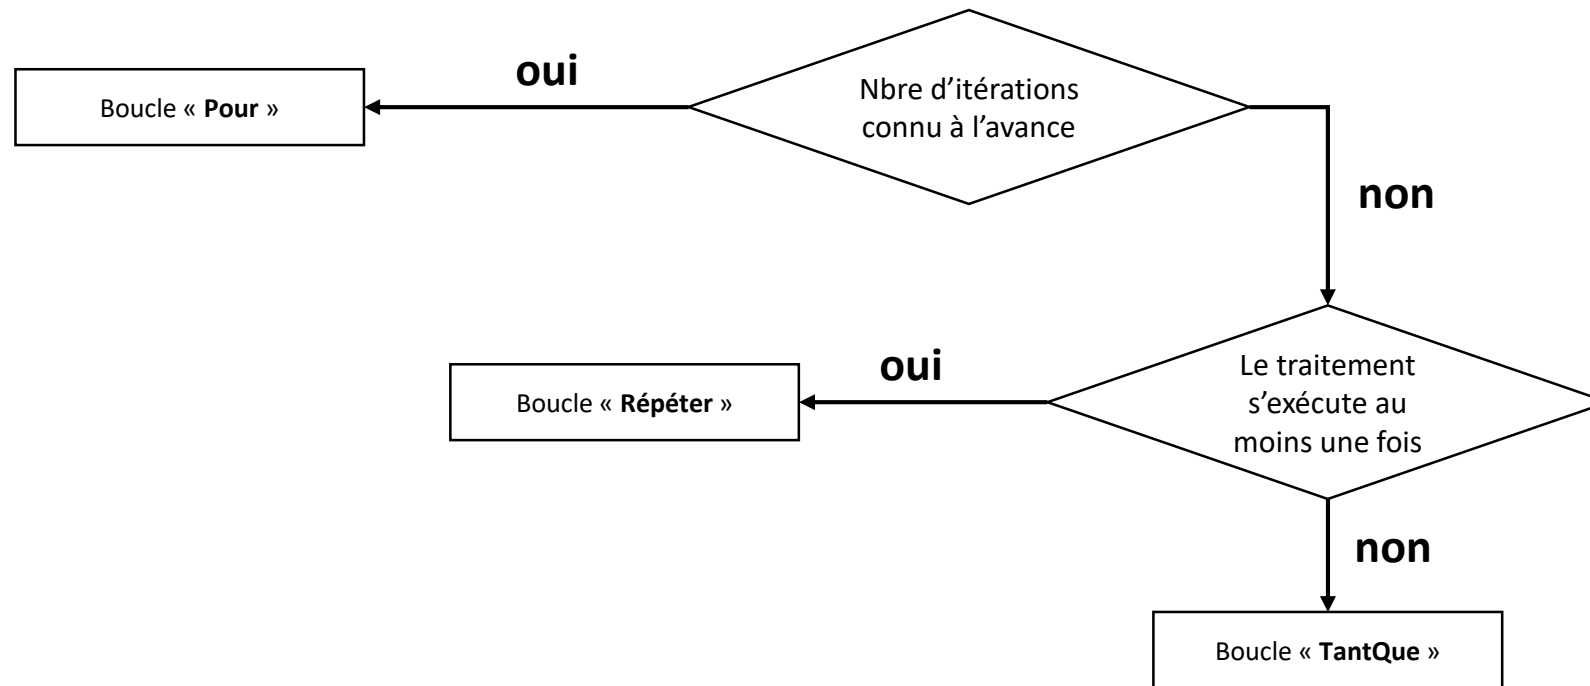 oui
Nbre d’itérations
connu à l’avance
Boucle « Pour »
non
oui
Le traitement
s’exécute au
moins une fois
Boucle « Répéter »
non
Boucle « TantQue »